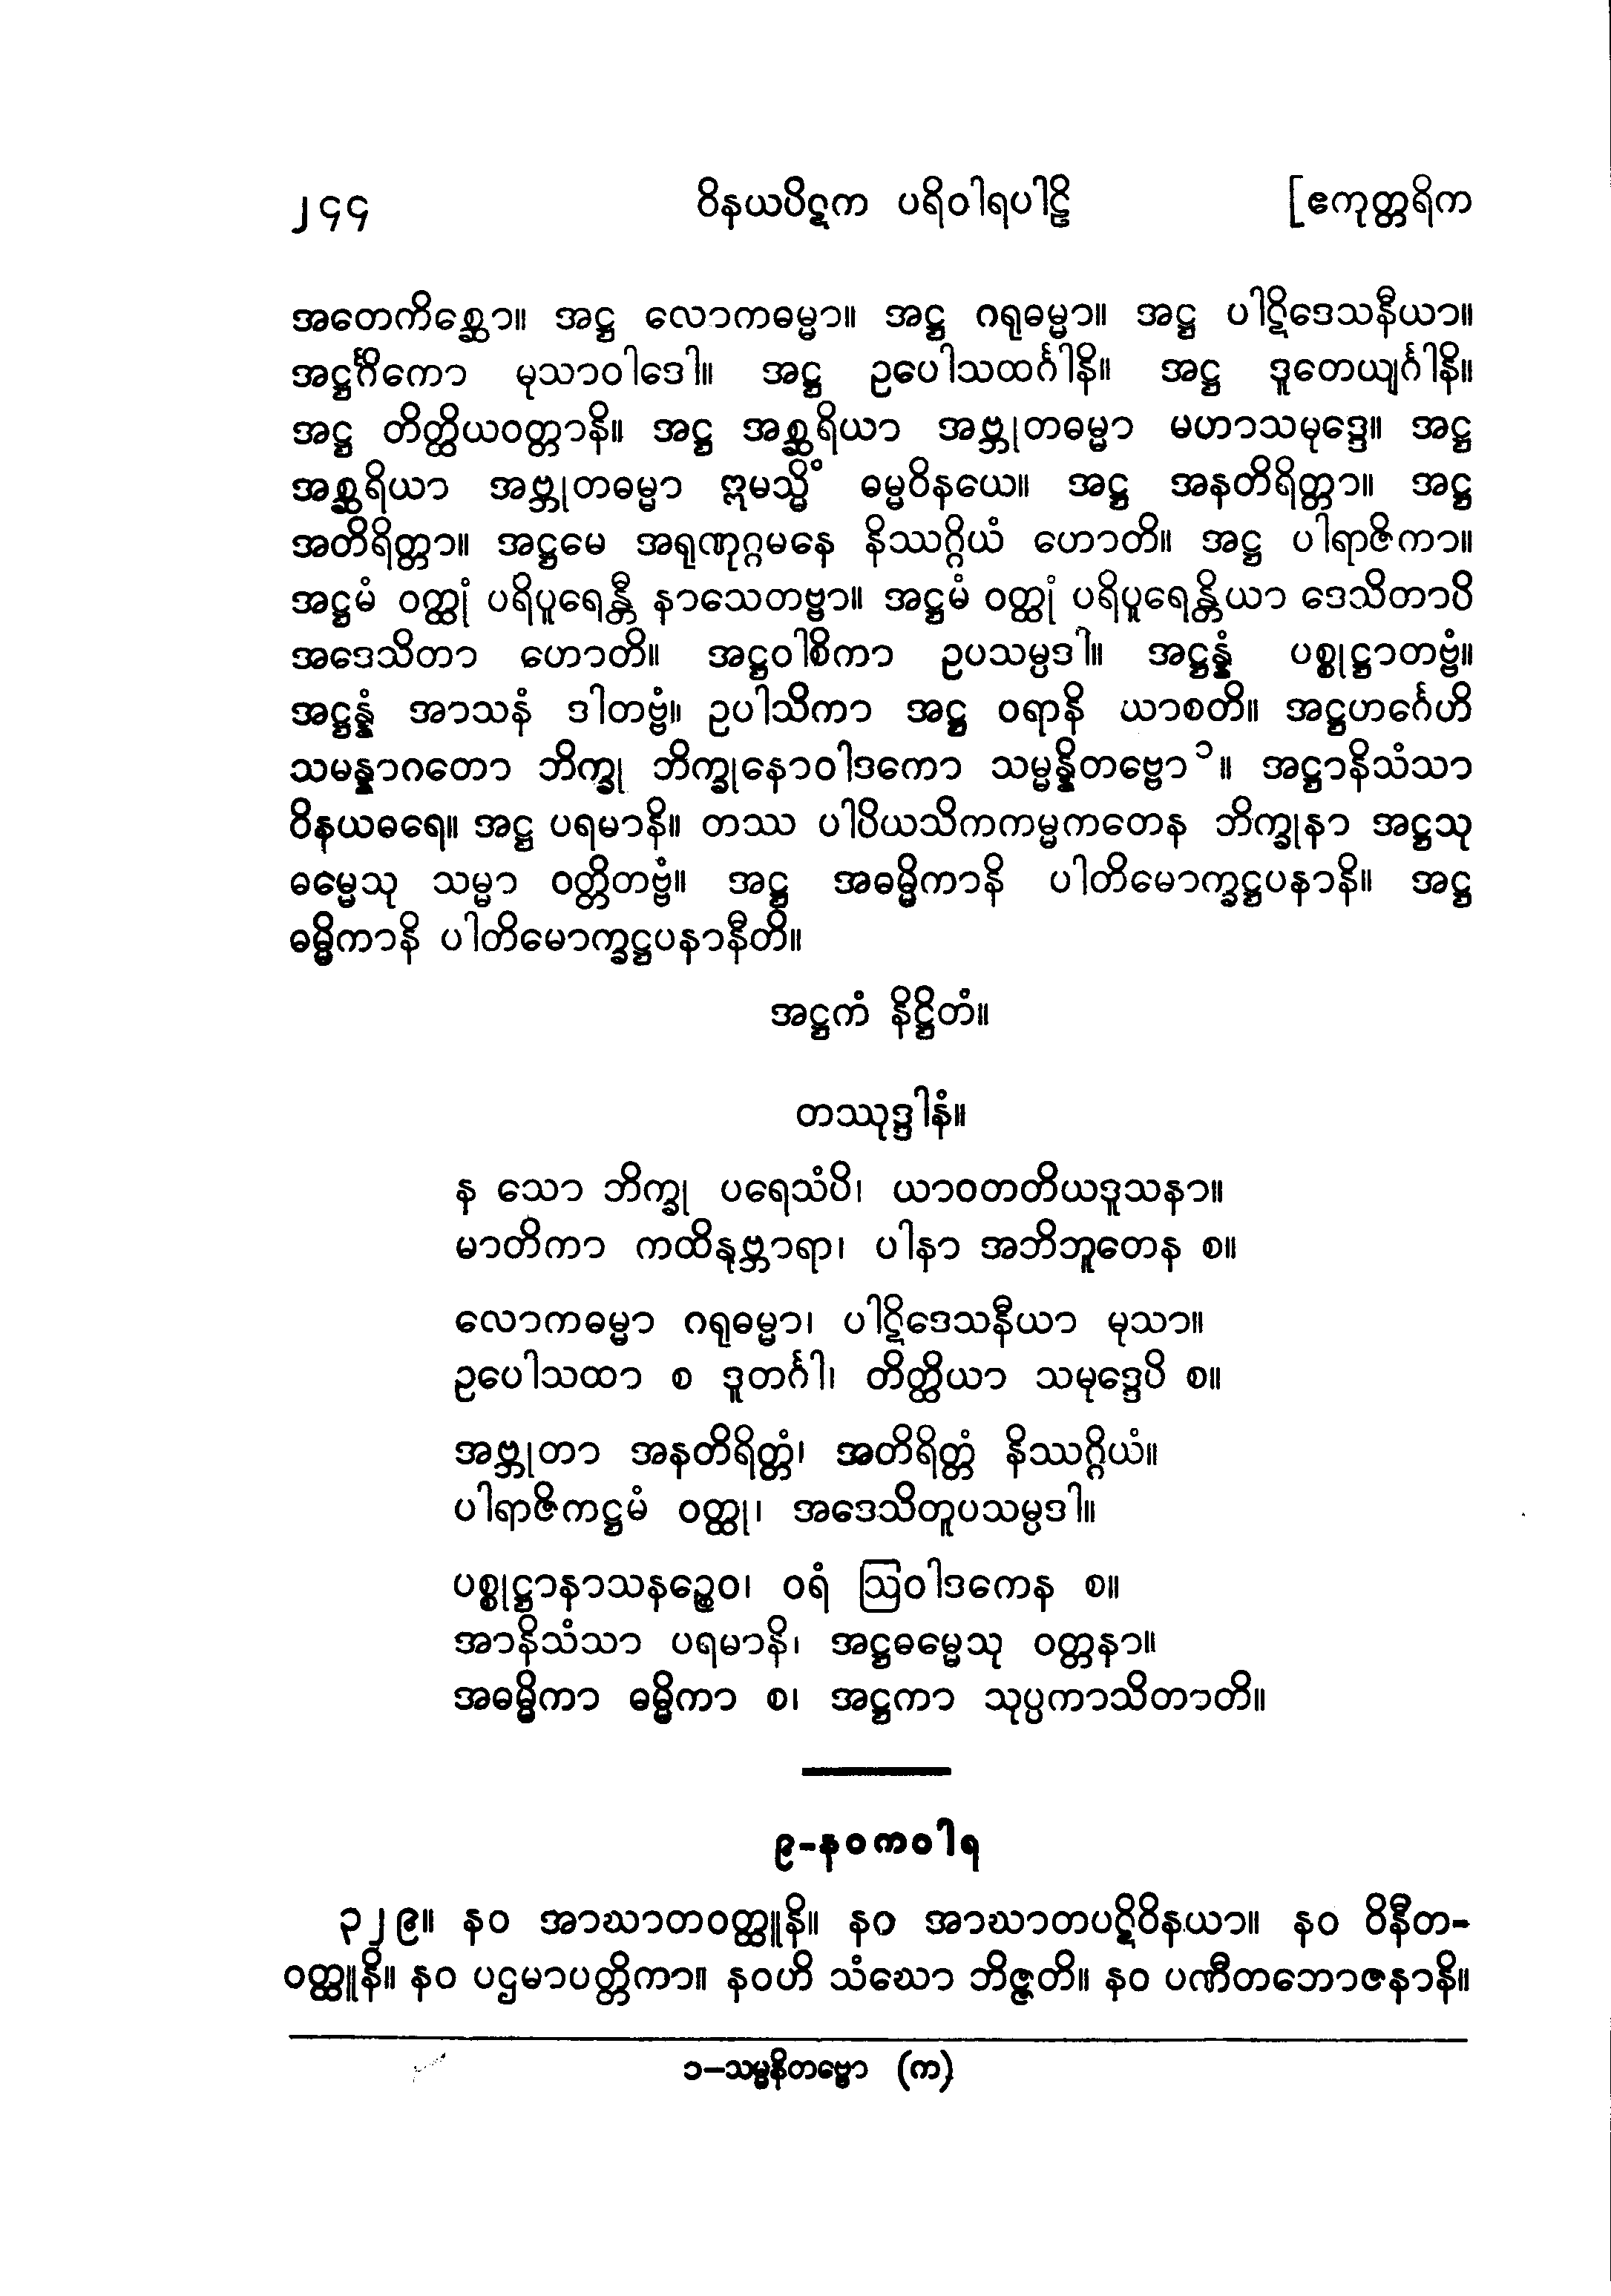 ၂၄၄ ဝိနယပိဋက ပရိဝါရပါဠိ [ဧကုတ္တရိက
အတေကိစ္ဆော။ အဋ္ဌ လောကဓမ္မာ။ အဋ္ဌ ဂရုဓမ္မာ။ အဋ္ဌ ပါဋိဒေသနီယာ။
အဋ္ဌင်္ဂိကော မုသာဝါဒေါ။ အဋ္ဌ ဥပေါသထင်္ဂါနိ။ အဋ္ဌ ဒူတေယျင်္ဂါနိ။
အဋ္ဌ တိတ္ထိယဝတ္တာနိ။ အဋ္ဌ အစ္ဆရိယာ အဗ္ဘုတဓမ္မာ မဟာသမုဒ္ဒေ။ အဋ္ဌ
အစ္ဆရိယာ အဗ္ဘုတဓမ္မာ ဣမသ္မိံ ဓမ္မဝိနယေ။ အဋ္ဌ အနတိရိတ္တာ။ အဋ္ဌ
အတိရိတ္တာ။ အဋ္ဌမေ အရုဏုဂ္ဂမနေ နိဿဂ္ဂိယံ ဟောတိ။ အဋ္ဌ ပါရာဇိကာ။
အဋ္ဌမံ ဝတ္ထုံ ပရိပူရေန္တီ နာသေတဗ္ဗာ။ အဋ္ဌမံ ဝတ္ထုံ ပရိပူရေန္တိယာ ဒေသိတာပိ
အဒေသိတာ ဟောတိ။ အဋ္ဌဝါစိကာ ဥပသမ္ပဒါ။ အဋ္ဌန္နံ ပစ္စုဋ္ဌာတဗ္ဗံ။
အဋ္ဌန္နံ အာသနံ ဒါတဗ္ဗံ။ ဥပါသိကာ အဋ္ဌ ဝရာနိ ယာစတိ။ အဋ္ဌဟင်္ဂေဟိ
သမန္နာဂတော ဘိက္ခု ဘိက္ခုနောဝါဒကော သမ္မန္နိတဗ္ဗော၁။ အဋ္ဌာနိသံသာ
ဝိနယဓရေ။ အဋ္ဌ ပရမာနိ။ တဿ ပါပိယသိကကမ္မကတေန ဘိက္ခုနာ အဋ္ဌသု
ဓမ္မေသု သမ္မာ ဝတ္တိတဗ္ဗံ။ အဋ္ဌ အဓမ္မိကာနိ ပါတိမောက္ခဋ္ဌပနာနိ။ အဋ္ဌ
ဓမ္မိကာနိ ပါတိမောက္ခဋ္ဌပနာနီတိ။
အဋ္ဌကံ နိဋ္ဌိတံ။
တဿုဒ္ဒါနံ။
န သော ဘိက္ခု ပရေသံပိ၊ ယာဝတတိယဒူသနာ။
မာတိကာ ကထိနုဗ္ဘာရာ၊ ပါနာ အဘိဘူတေန စ။
လောကဓမ္မာ ဂရုဓမ္မာ၊ ပါဋိဒေသနီယာ မုသာ။
ဥပေါသထာ စ ဒူတင်္ဂါ၊ တိတ္ထိယာ သမုဒ္ဒေပိ စ။
အဗ္ဘုတာ အနတိရိတ္တံ၊ အတိရိတ္တံ နိဿဂ္ဂိယံ။
ပါရာဇိကဋ္ဌမံ ဝတ္ထု၊ အဒေသိတူပသမ္ပဒါ။
ပစ္စုဋ္ဌာနာသနဉ္စေဝ၊ ဝရံ ဩဝါဒကေန စ။
အာနိသံသာ ပရမာနိ၊ အဋ္ဌဓမ္မေသု ဝတ္တနာ။
အဓမ္မိကာ ဓမ္မိကာ စ၊ အဋ္ဌကာ သုပ္ပကာသိတာတိ။
၉-နဝကဝါရ
၃၂၉။ နဝ အာဃာတဝတ္ထူနိ။ နဝ အာဃာတပဋိဝိနယာ။ နဝ ဝိနီတ-
ဝတ္ထူနိ။ နဝ ပဌမာပတ္တိကာ။ နဝဟိ သံဃော ဘိဇ္ဇတိ။ နဝ ပဏီတဘောဇနာနိ။
၁–သမ္မနိတဗ္ဗော (က)